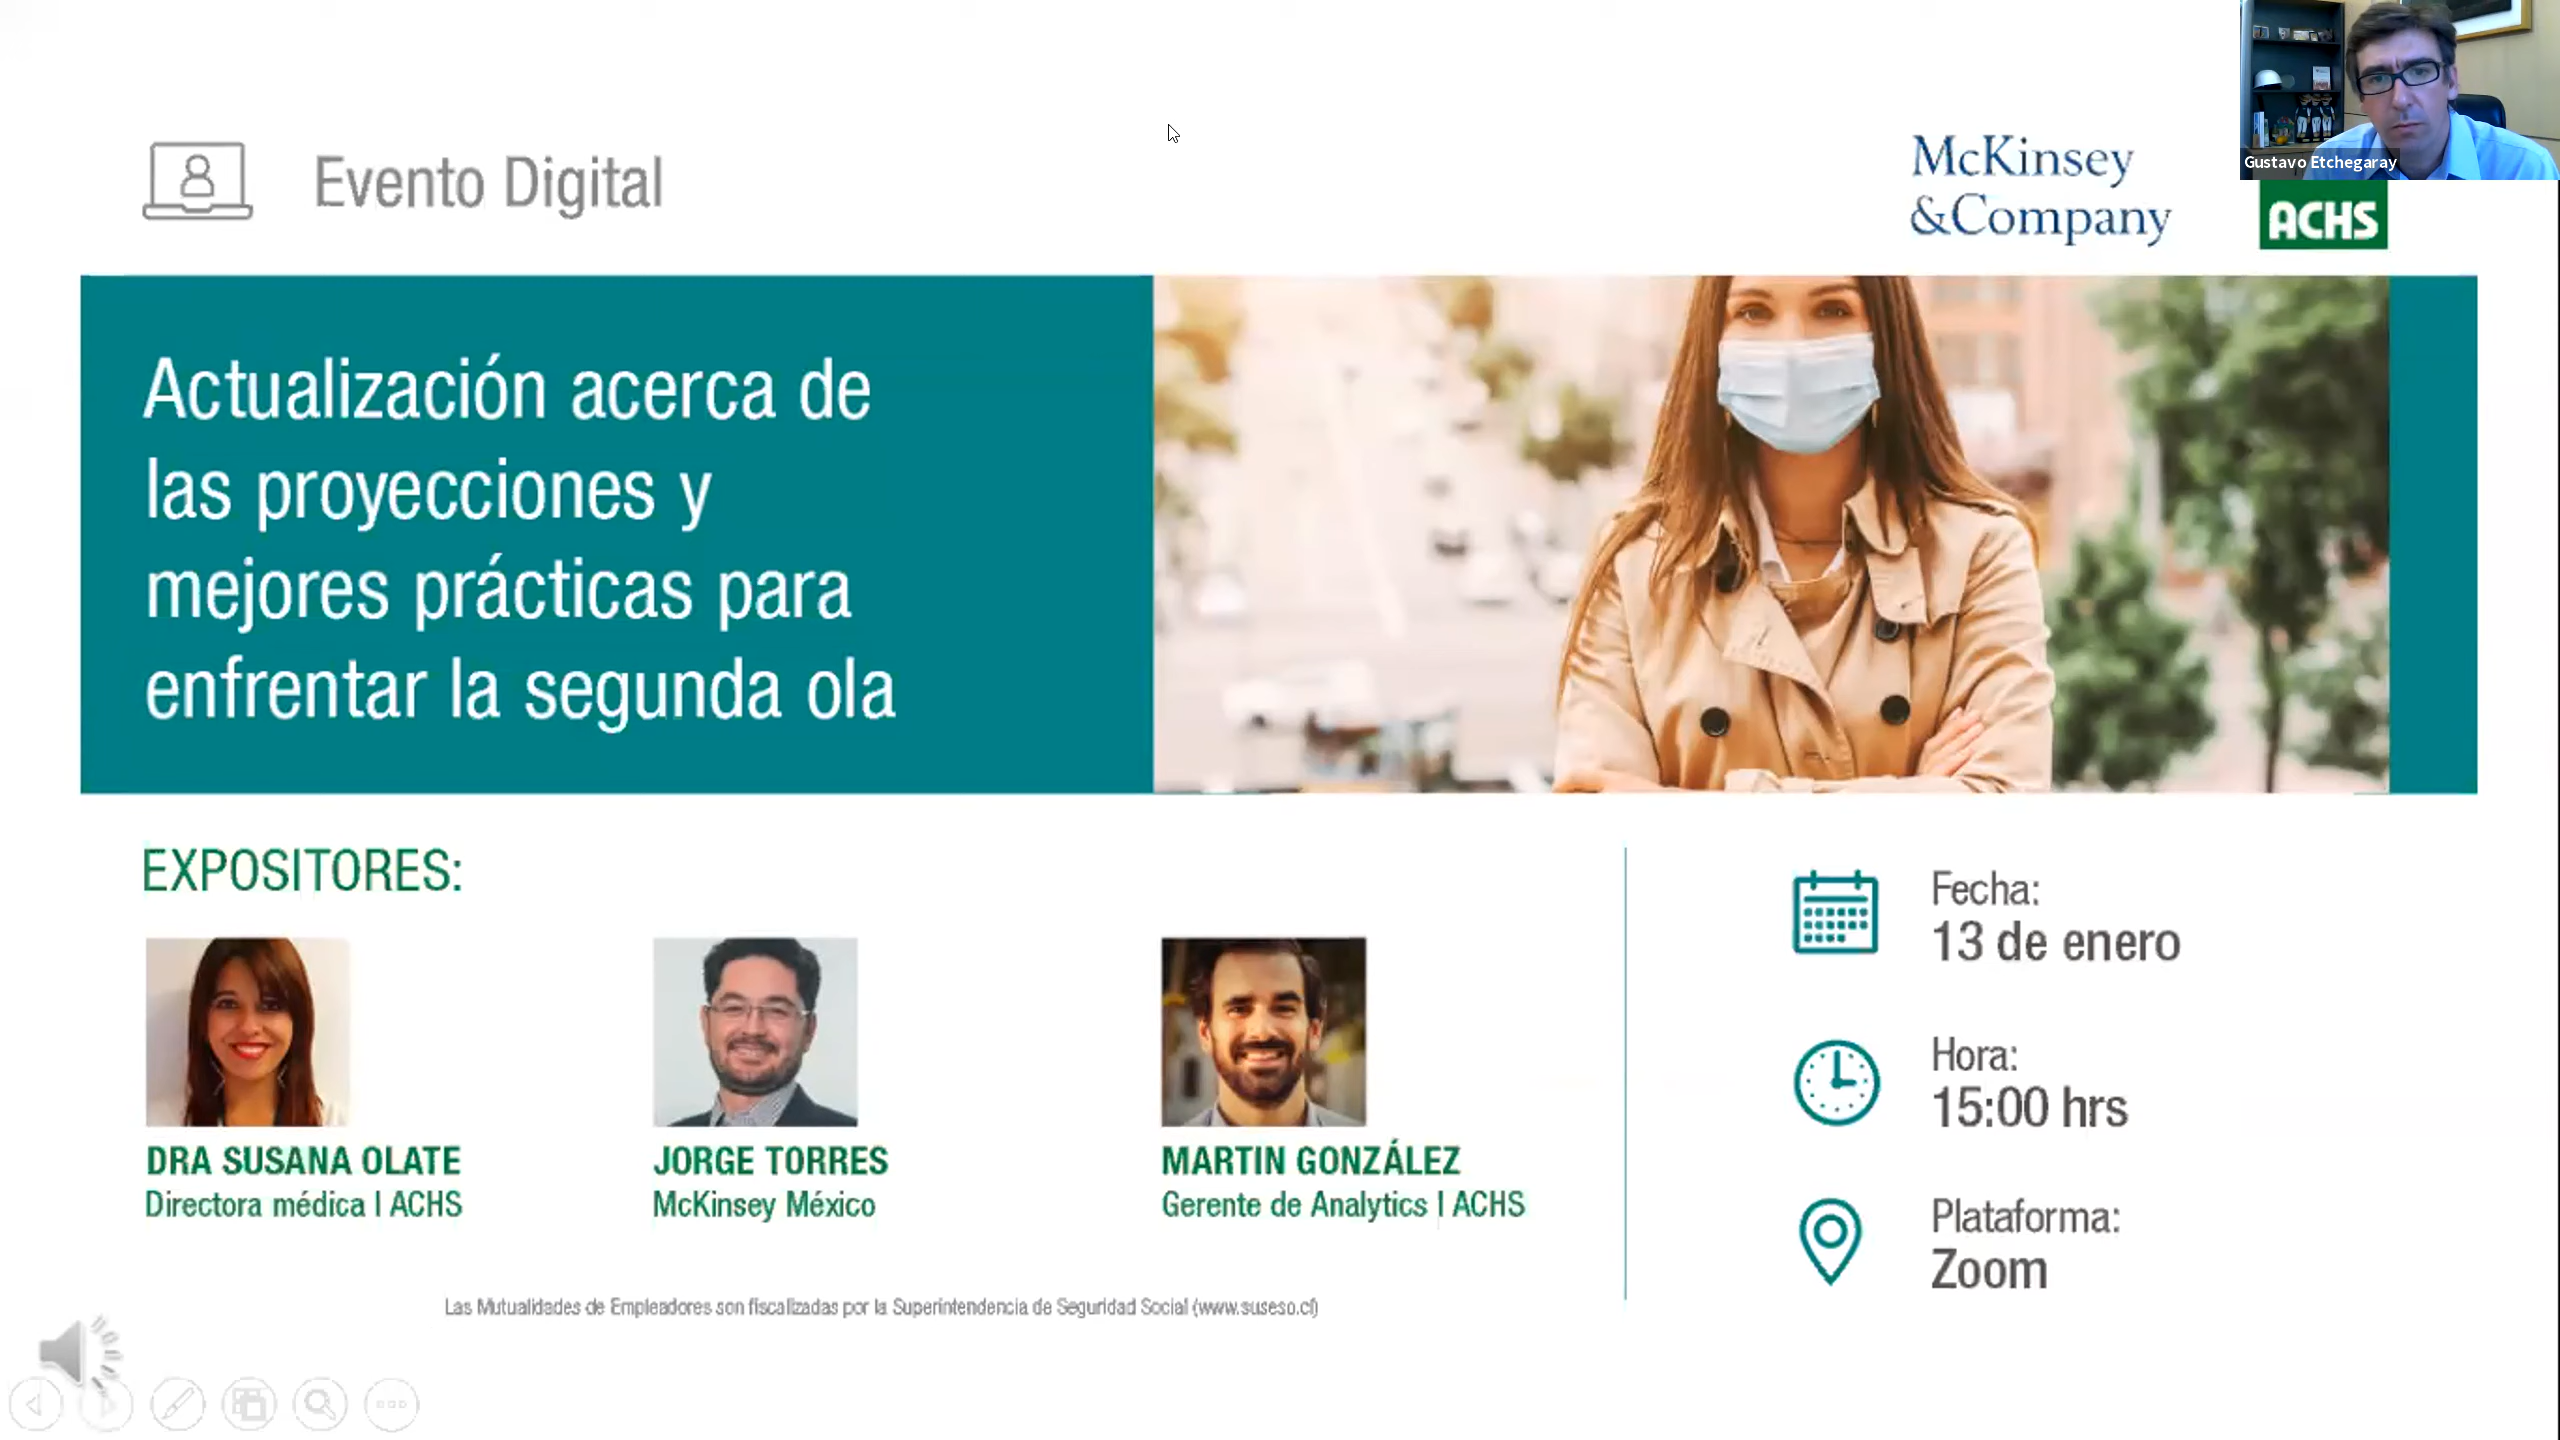 Evento Digital
McKinsey
&Company
Gustavo Etchegaray
ACHS
Actualización acerca de
las proyecciones y
mejores prácticas para
enfrentar la segunda ola
EXPOSITORES:
DRA SUSANA OLATE
Directora médica | ACHS
JORGE TORRES
McKinsey México
MARTIN GONZÁLEZ
Gerente de Analytics | ACHS
Fecha:
13 de enero
Hora:
15:00 hrs
Plataforma:
Zoom
Las Mutualidades de Empleadores son fiscalizadas por la Superintendencia de Seguridad Social (www.suseso.cl)